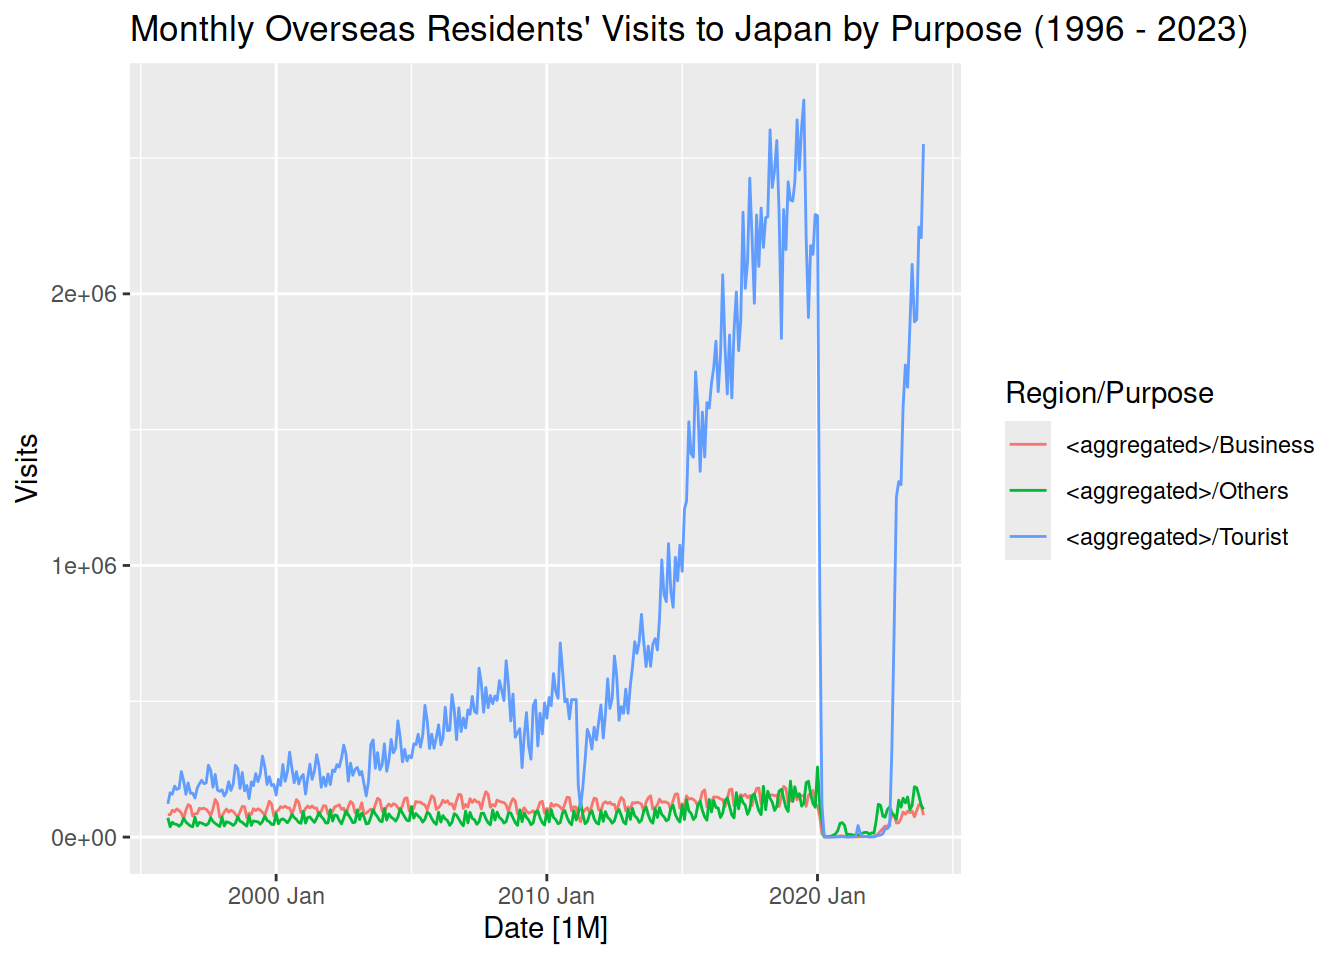 Monthly Overseas Residents' Visits to Japan by Purpose (1996 - 2023)
Visits
2e+06
1e+06
0e+00
2000 Jan
2010 Jan
2020 Jan
Date [1M]
Region/Purpose
<aggregated>/Business
<aggregated>/Others
<aggregated>/Tourist